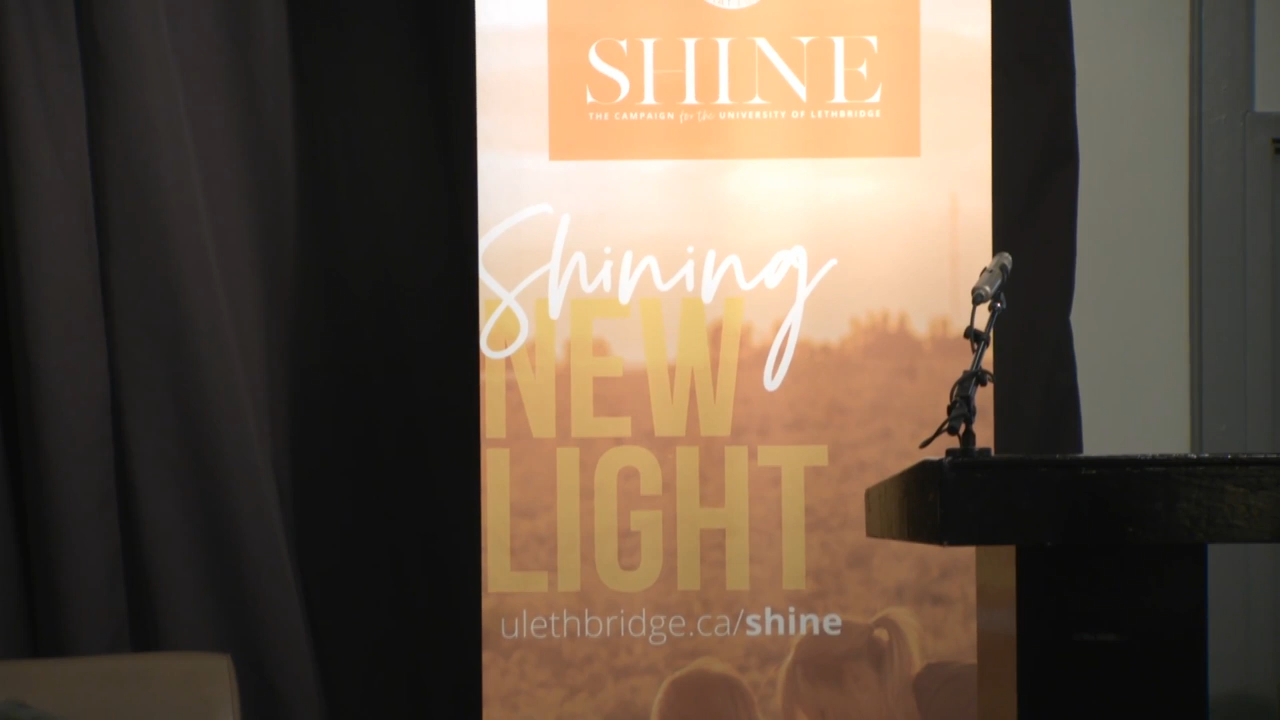 SHINE
THE CAMPAIGN for the UNIVERSITY OF LETHBRIDGE
Shining
NEW
LIGHT
ulethbridge.ca/shine